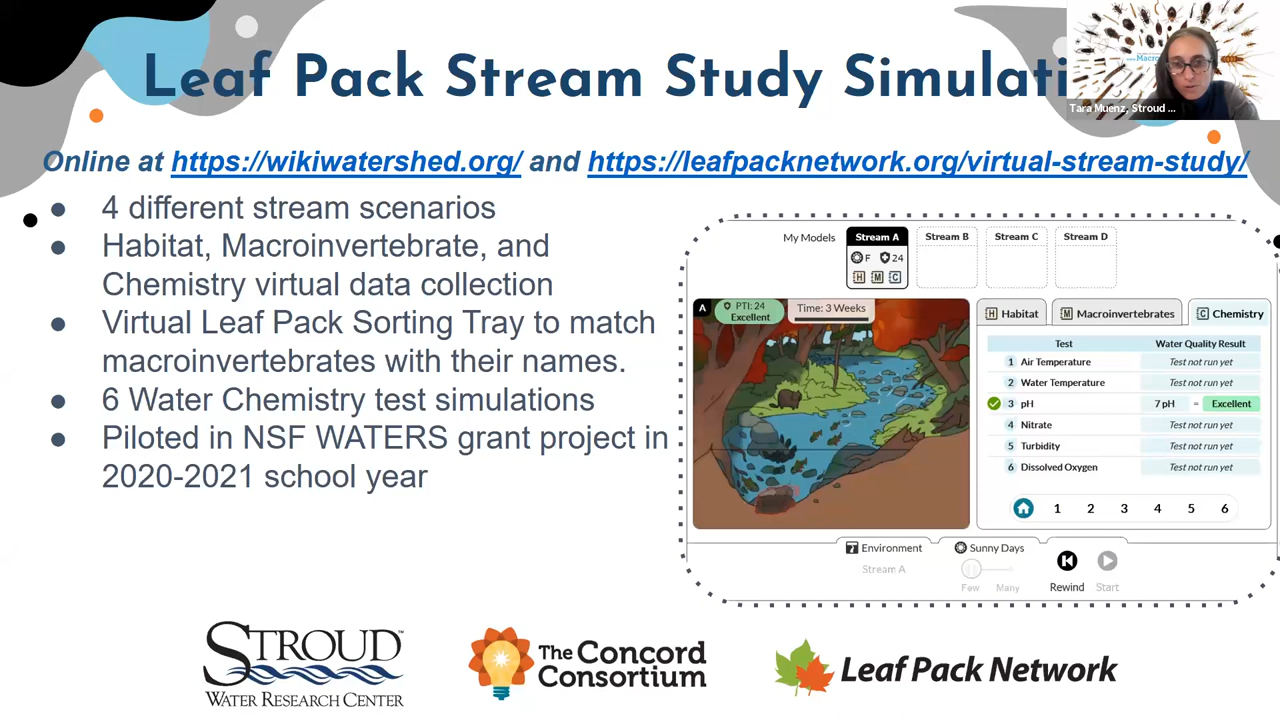 Leaf Pack Stream Study Simulati
Tara Muenz, Stroud ...
Online at https://wikiwatershed.org/ and https://leafpacknetwork.org/virtual-stream-study/
● 4 different stream scenarios
● Habitat, Macroinvertebrate, and
Chemistry virtual data collection
● Virtual Leaf Pack Sorting Tray to match
macroinvertebrates with their names.
● 6 Water Chemistry test simulations
● Piloted in NSF WATERS grant project in
2020-2021 school year
My Models
Stream A
F 24
H M C
Stream B
Stream C
Stream D
A
PTI: 24
Excellent
Time: 3 Weeks
H Habitat
M Macroinvertebrates
C Chemistry
Test Water Quality Result
1 Air Temperature Test not run yet
2 Water Temperature Test not run yet
3 pH 7 pH = Excellent
4 Nitrate Test not run yet
5 Turbidity Test not run yet
6 Dissolved Oxygen Test not run yet
1 2 3 4 5 6
Environment
Stream A
Sunny Days
Few Many
Rewind
Start
STROUD™
WATER RESEARCH CENTER
The Concord
Consortium
Leaf Pack Network